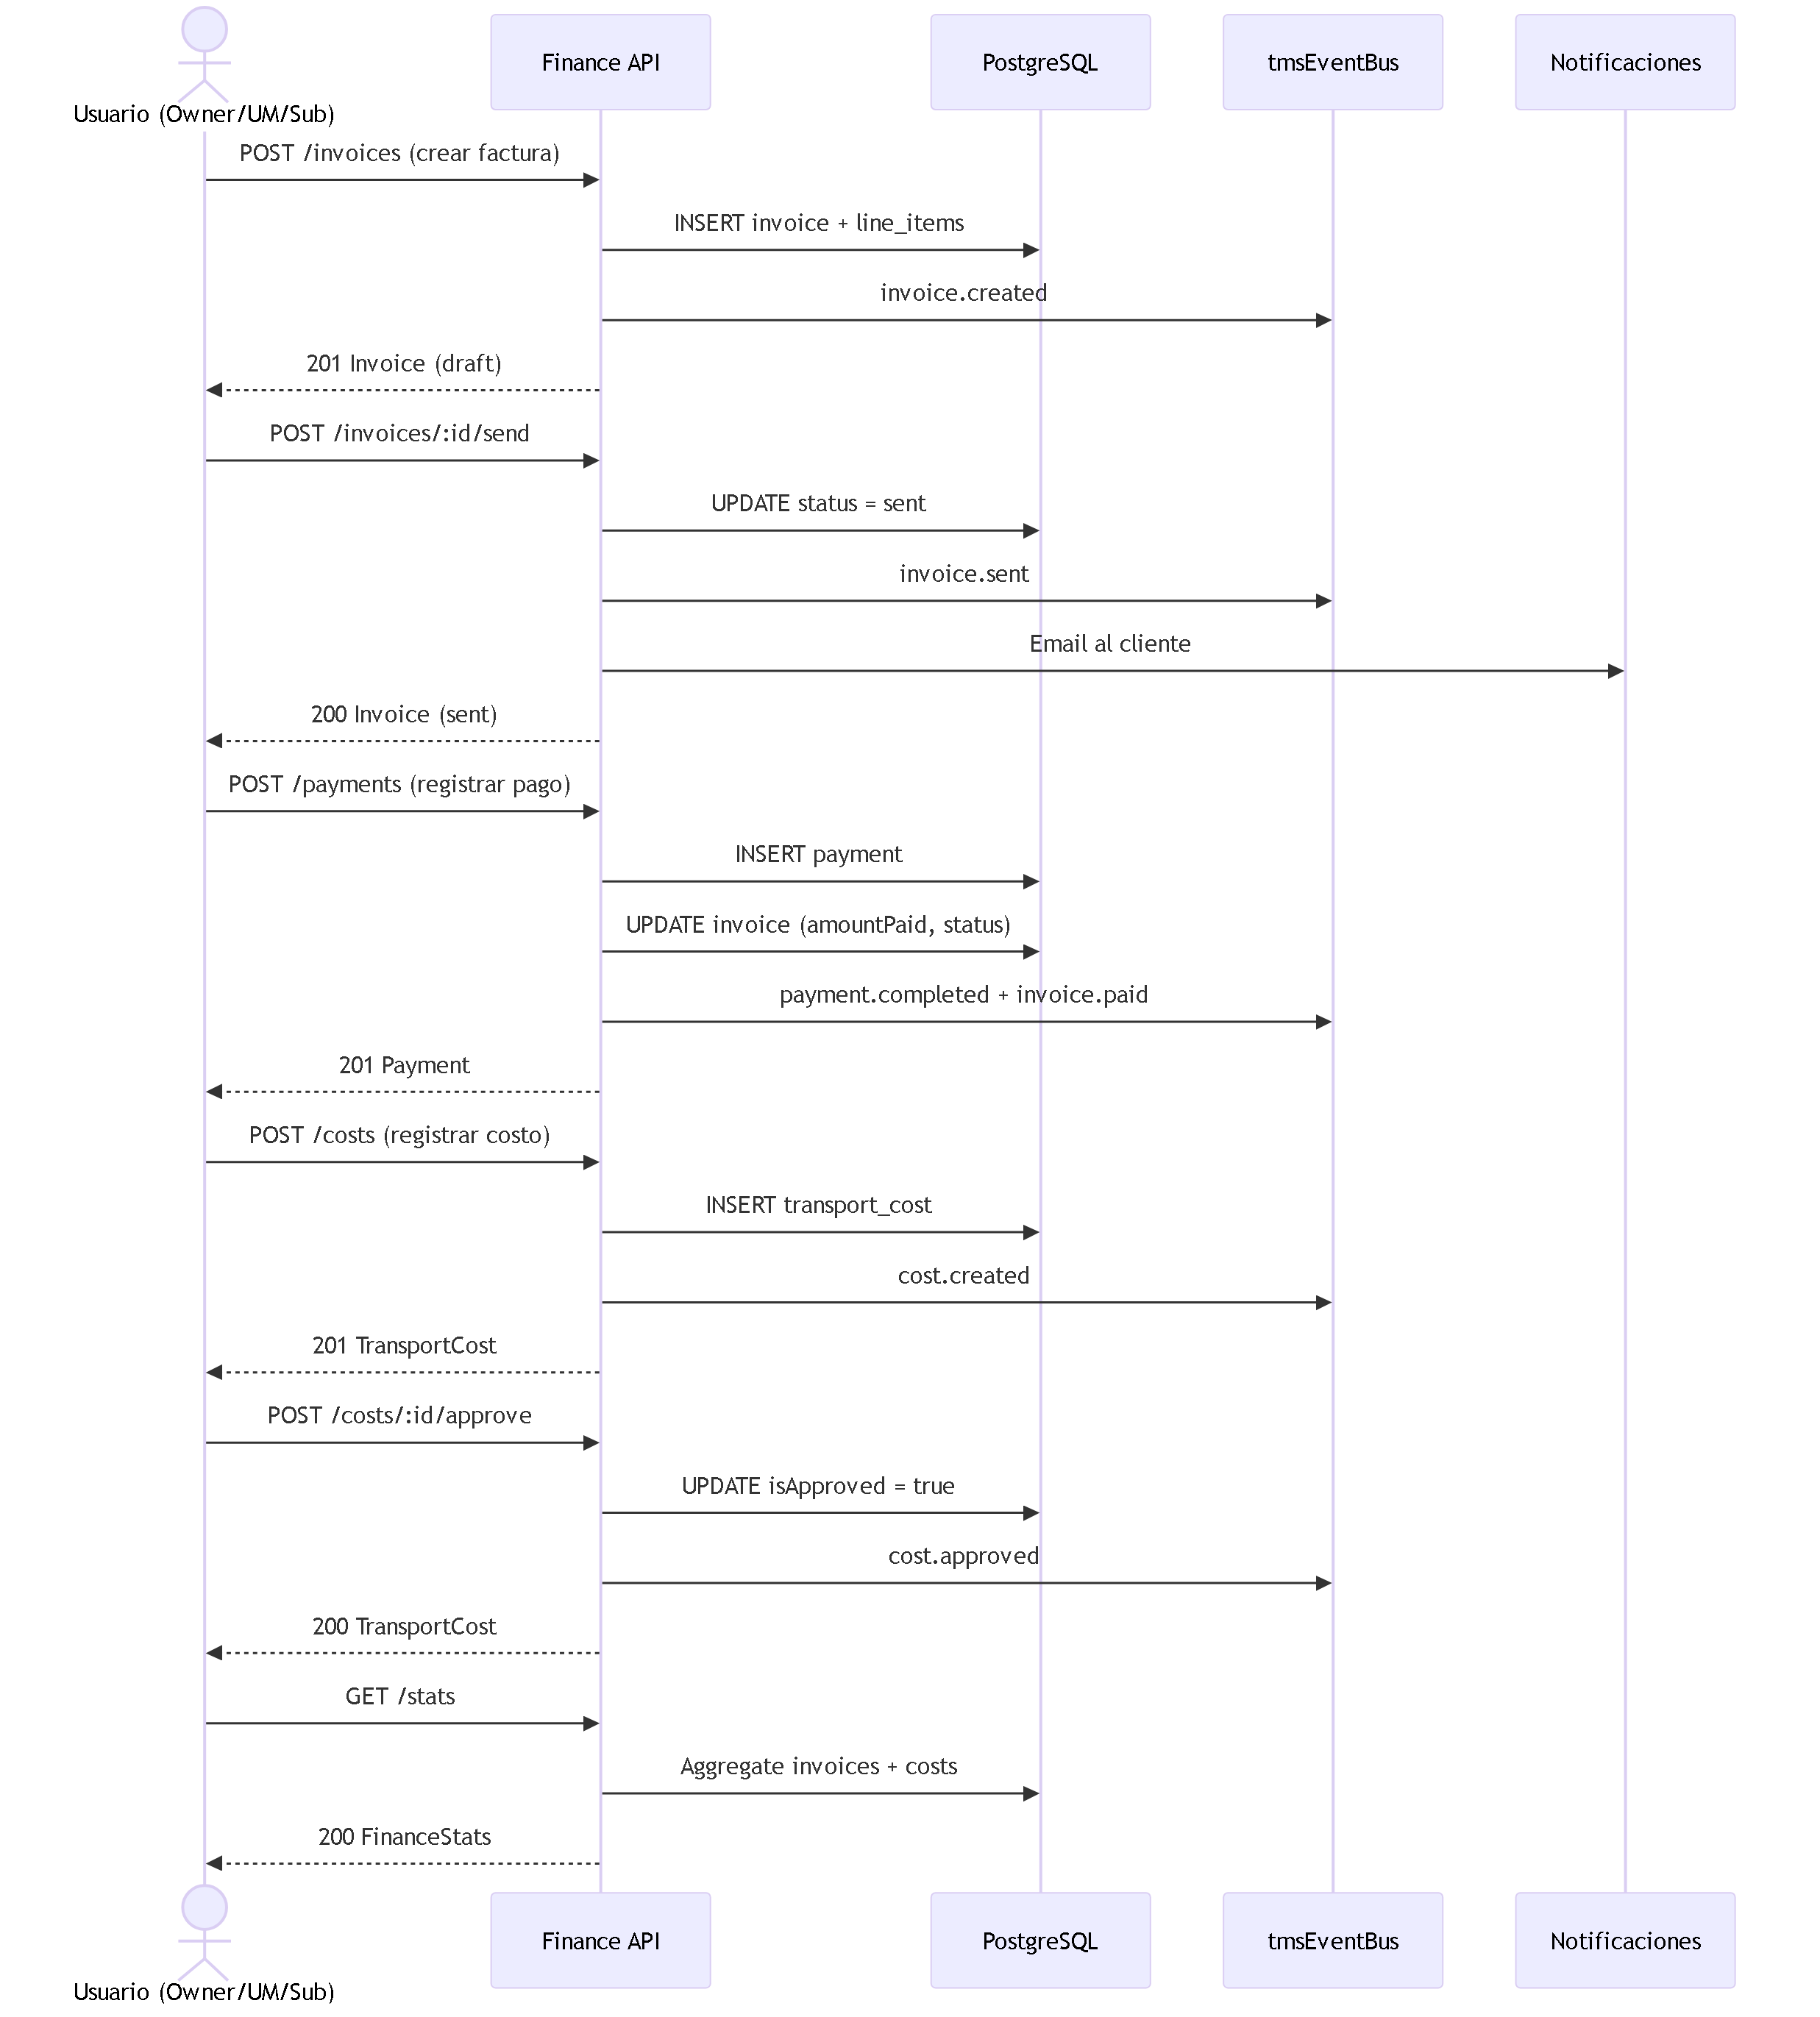 Usuario (Owner/UM/Sub)
Finance API
PostgreSQL
tmsEventBus
Notificaciones
POST /invoices (crear factura)
INSERT invoice + line_items
invoice.created
201 Invoice (draft)
POST /invoices/:id/send
UPDATE status = sent
invoice.sent
Email al cliente
200 Invoice (sent)
POST /payments (registrar pago)
INSERT payment
UPDATE invoice (amountPaid, status)
payment.completed + invoice.paid
201 Payment
POST /costs (registrar costo)
INSERT transport_cost
cost.created
201 TransportCost
POST /costs/:id/approve
UPDATE isApproved = true
cost.approved
200 TransportCost
GET /stats
Aggregate invoices + costs
200 FinanceStats
Usuario (Owner/UM/Sub)
Finance API
PostgreSQL
tmsEventBus
Notificaciones